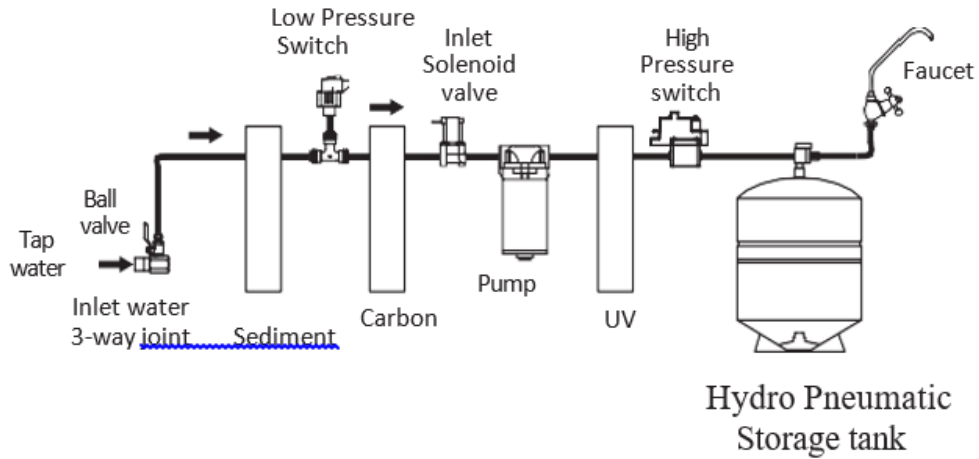 Low Pressure
Switch
Inlet
Solenoid
valve
High
Pressure
switch
Faucet
Ball
valve
Tap
water
Inlet water
3-way joint
Sediment
Carbon
Pump
UV
Hydro Pneumatic
Storage tank